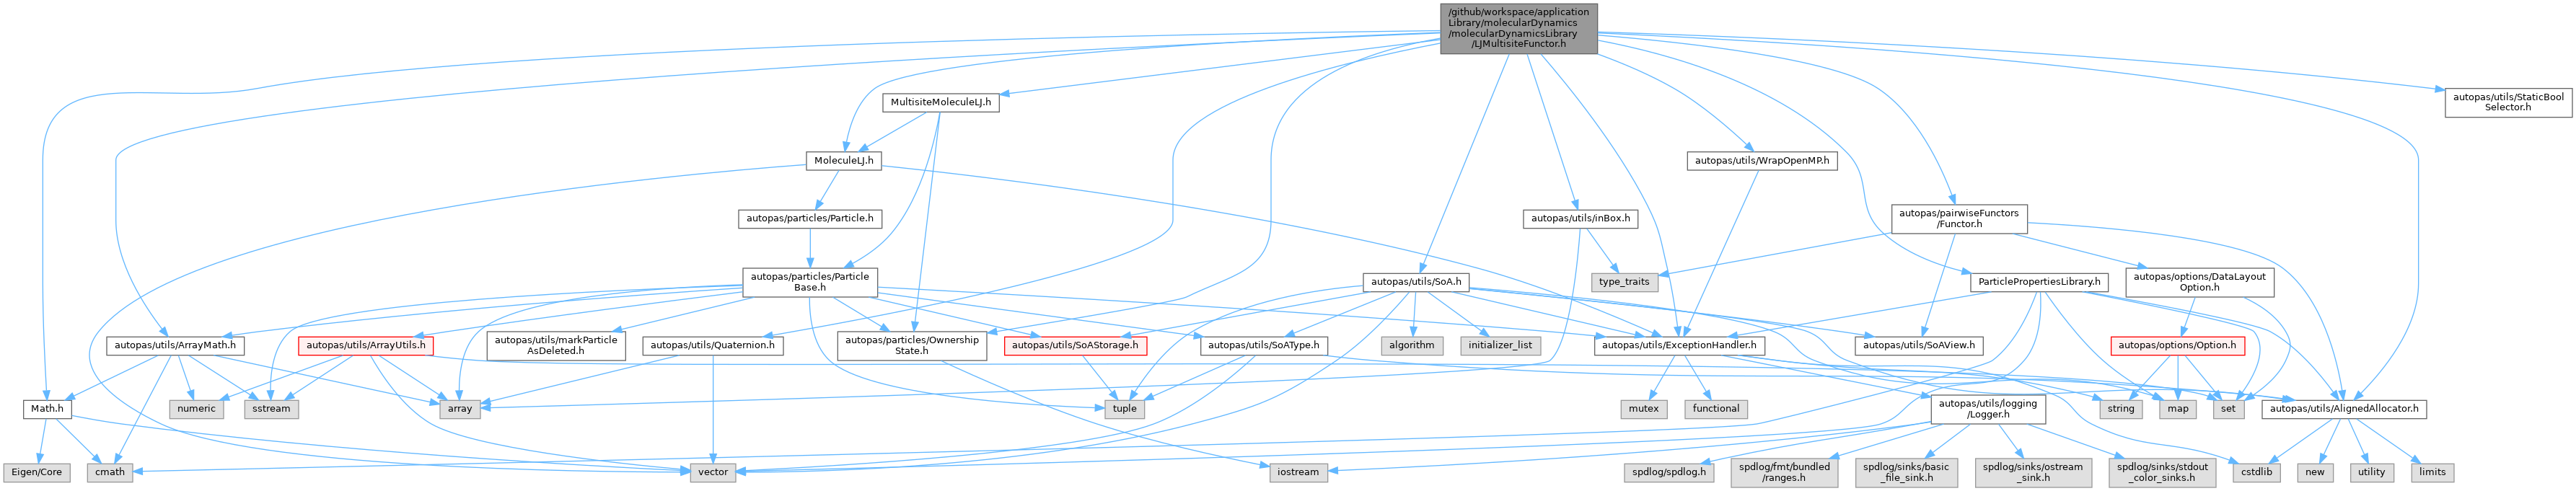 /github/workspace/application
Library/molecularDynamics
/molecularDynamicsLibrary
/LJMultisiteFunctor.h
autopas/utils/StaticBool
Selector.h
MultisiteMoleculeLJ.h
MoleculeLJ.h
autopas/utils/WrapOpenMP.h
autopas/particles/Particle.h
autopas/utils/inBox.h
autopas/pairwiseFunctors
/Functor.h
autopas/particles/Particle
Base.h
autopas/utils/SoA.h
type_traits
ParticlePropertiesLibrary.h
autopas/options/DataLayout
Option.h
autopas/utils/ArrayMath.h
autopas/utils/ArrayUtils.h
autopas/utils/markParticle
AsDeleted.h
autopas/utils/Quaternion.h
autopas/particles/Ownership
State.h
autopas/utils/SoAStorage.h
autopas/utils/SoAType.h
algorithm
initializer_list
autopas/utils/ExceptionHandler.h
autopas/utils/SoAView.h
autopas/options/Option.h
Math.h
numeric
sstream
array
tuple
mutex
functional
autopas/utils/logging
/Logger.h
string
map
set
autopas/utils/AlignedAllocator.h
Eigen/Core
cmath
vector
iostream
spdlog/spdlog.h
spdlog/fmt/bundled
/ranges.h
spdlog/sinks/basic
_file_sink.h
spdlog/sinks/ostream
_sink.h
spdlog/sinks/stdout
_color_sinks.h
cstdlib
new
utility
limits